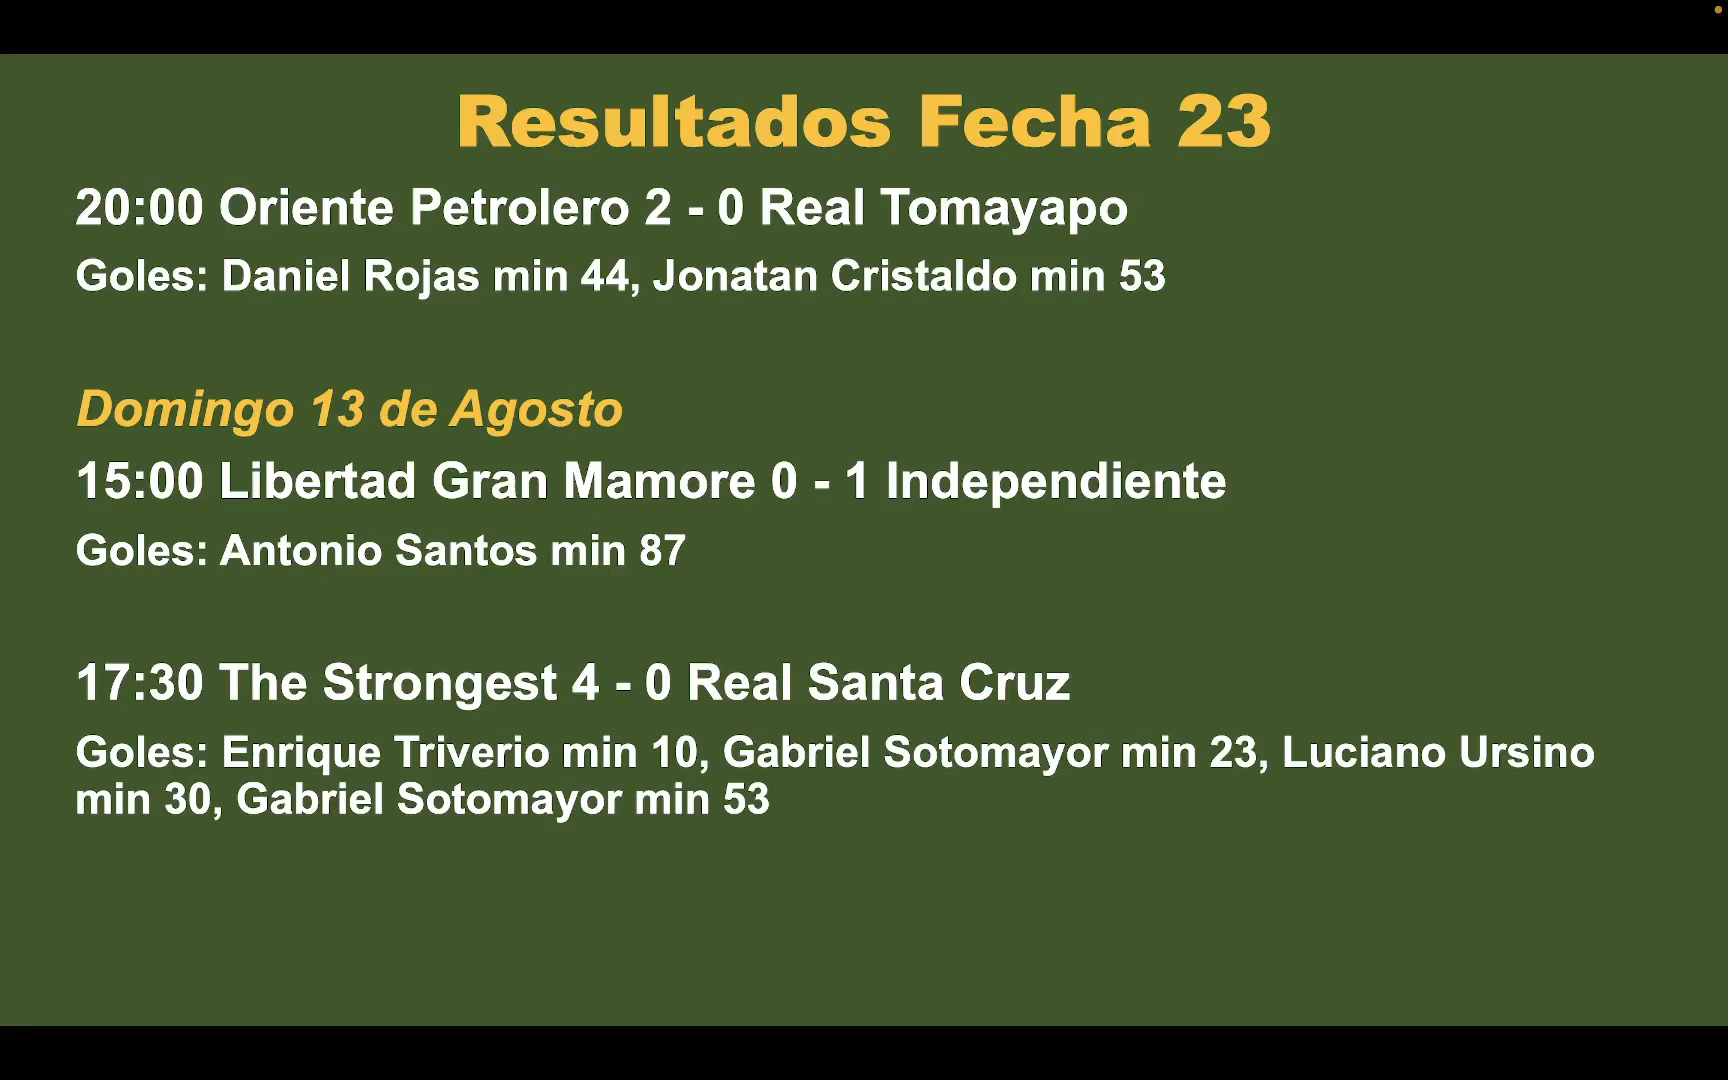 Resultados Fecha 23
20:00 Oriente Petrolero 2 - 0 Real Tomayapo
Goles: Daniel Rojas min 44, Jonatan Cristaldo min 53
Domingo 13 de Agosto
15:00 Libertad Gran Mamore 0 - 1 Independiente
Goles: Antonio Santos min 87
17:30 The Strongest 4 - 0 Real Santa Cruz
Goles: Enrique Triverio min 10, Gabriel Sotomayor min 23, Luciano Ursino
min 30, Gabriel Sotomayor min 53